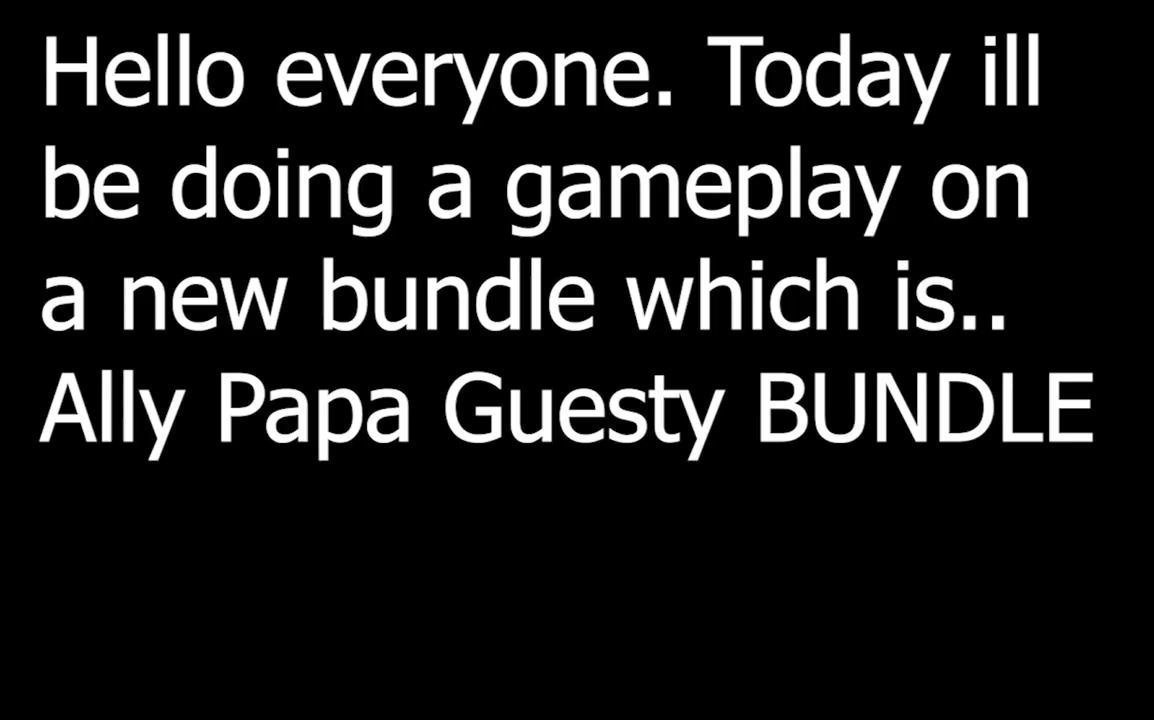 Hello everyone. Today ill
be doing a gameplay on
a new bundle which is..
Ally Papa Guesty BUNDLE